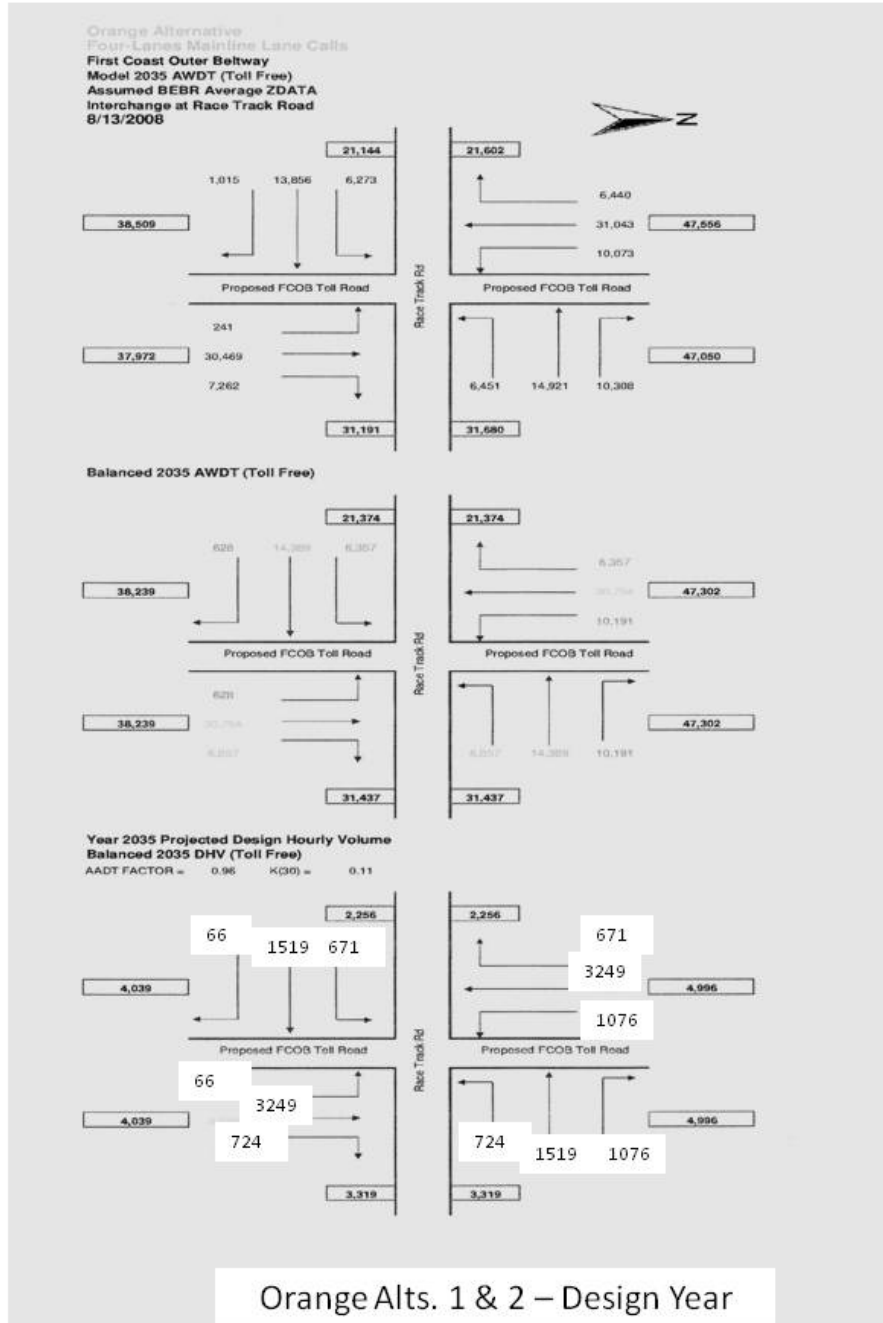 Orange Alternative
Four-Lanes Mainline Lane Calls
First Coast Outer Beltway
Model 2035 AWDT (Toll Free)
Assumed BEBR Average ZDATA
Interchange at Race Track Road
8/13/2008
N
21,144 21,602
1,015 13,856 6,273 6,440
38,509 31,043 47,556
10,073
Proposed FCOB Toll Road Race Track Rd Proposed FCOB Toll Road
241
37,972 30,469 47,050
7,262 6,451 14,921 10,308
31,191 31,680
Balanced 2035 AWDT (Toll Free)
21,374 21,374
628 14,389 6,357 6,357
38,239 47,302
10,191
Proposed FCOB Toll Road Race Track Rd Proposed FCOB Toll Road
628
38,239 47,302
14,389 10,191
31,437 31,437
Year 2035 Projected Design Hourly Volume
Balanced 2035 DHV (Toll Free)
AADT FACTOR = 0.96 K(30) = 0.11
2,256 2,256
66 1519 671 671
4,039 3249 4,996
1076
Proposed FCOB Toll Road Race Track Rd Proposed FCOB Toll Road
66
4,039 3249 4,996
724 724 1519 1076
3,319 3,319
Orange Alts. 1 & 2 – Design Year